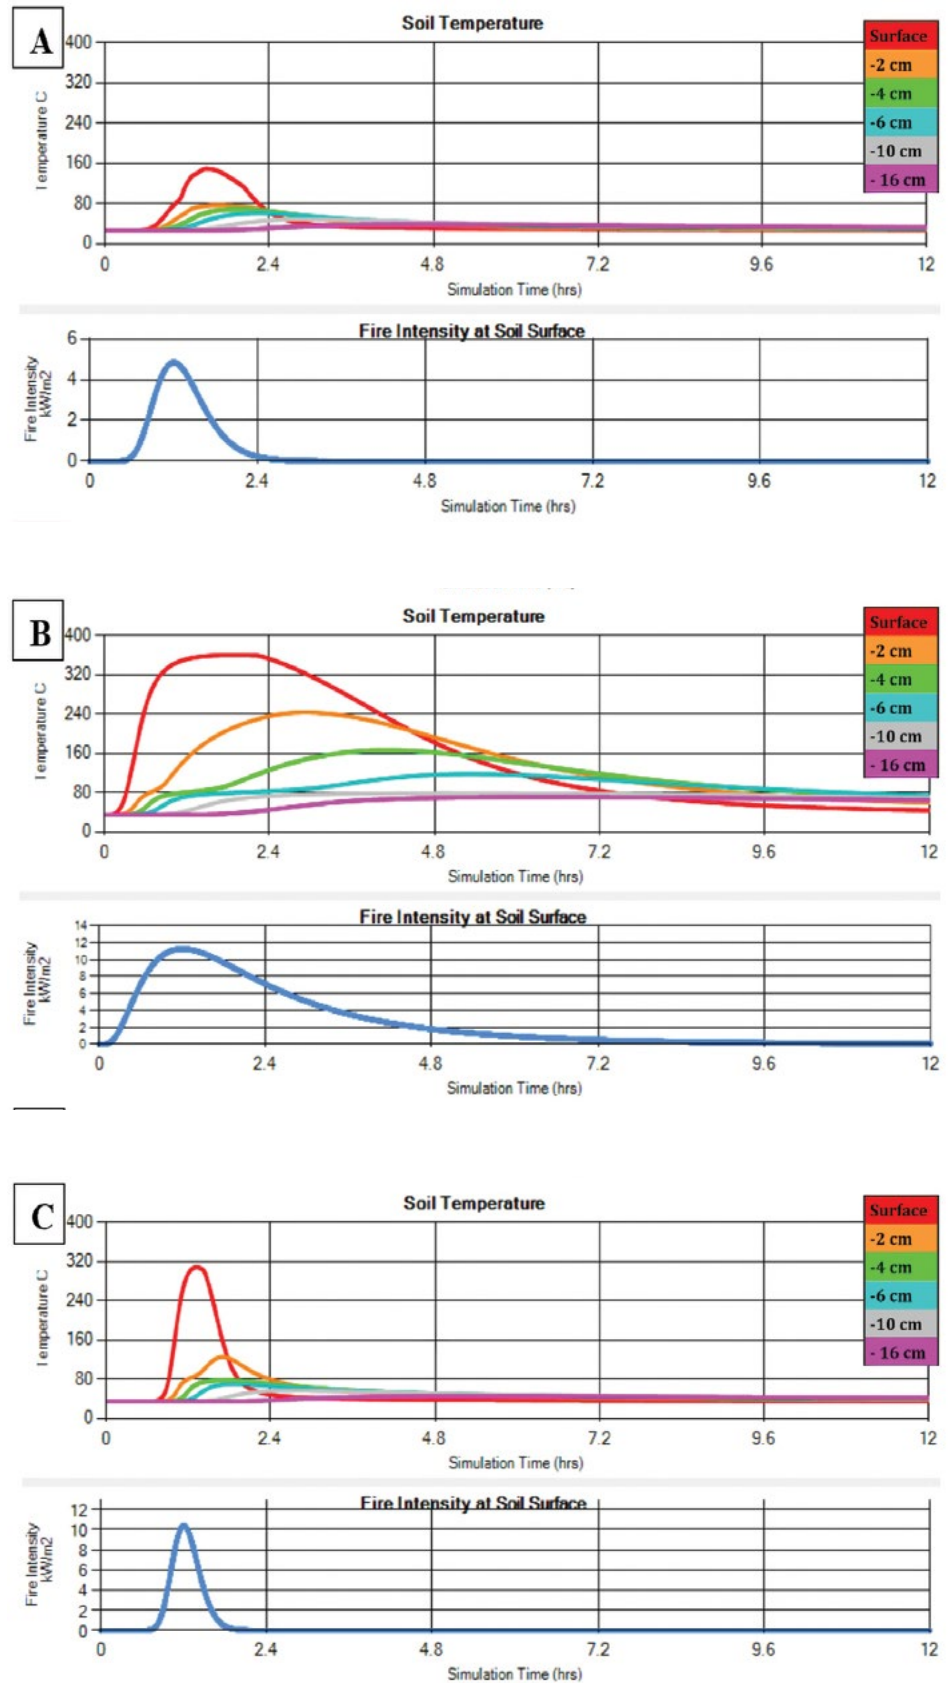 A
Soil Temperature
400
320
240
160
80
0
Temperature C
0 2.4 4.8 7.2 9.6 12
Simulation Time (hrs)
Surface
-2 cm
-4 cm
-6 cm
-10 cm
- 16 cm
Fire Intensity at Soil Surface
6
4
2
0
Fire Intensity
kW/m2
0 2.4 4.8 7.2 9.6 12
Simulation Time (hrs)
B
Soil Temperature
400
320
240
160
80
0
Temperature C
0 2.4 4.8 7.2 9.6 12
Simulation Time (hrs)
Surface
-2 cm
-4 cm
-6 cm
-10 cm
- 16 cm
Fire Intensity at Soil Surface
14
12
10
8
6
4
2
0
Fire Intensity
kW/m2
0 2.4 4.8 7.2 9.6 12
Simulation Time (hrs)
C
Soil Temperature
400
320
240
160
80
0
Temperature C
0 2.4 4.8 7.2 9.6 12
Simulation Time (hrs)
Surface
-2 cm
-4 cm
-6 cm
-10 cm
- 16 cm
Fire Intensity at Soil Surface
12
10
8
6
4
2
0
Fire Intensity
kW/m2
0 2.4 4.8 7.2 9.6 12
Simulation Time (hrs)